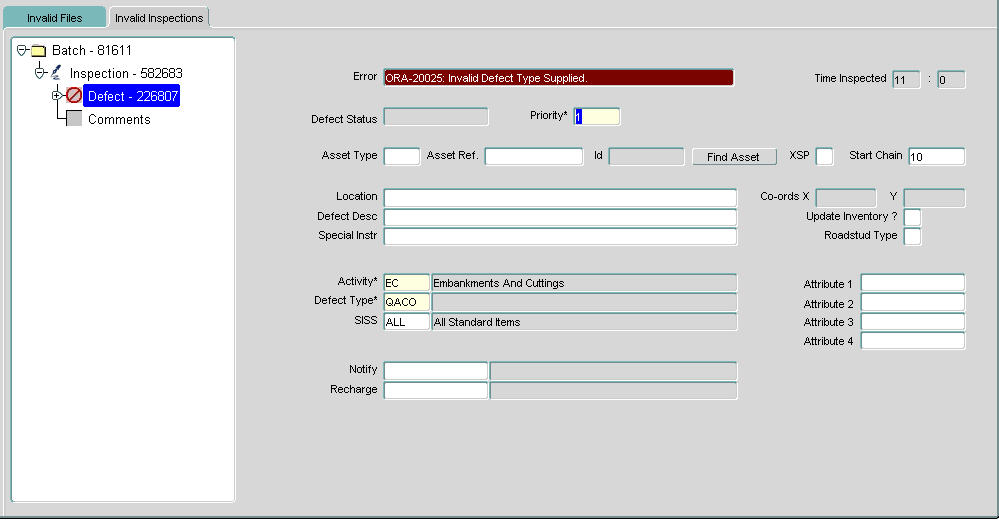 Invalid Files Invalid Inspections
Batch - 81611
Inspection - 582683
Defect - 226807
Comments
Error ORA-20025: Invalid Defect Type Supplied. Time Inspected 11 : 0
Defect Status Priority* 1
Asset Type Asset Ref. Id Find Asset XSP Start Chain 10
Location Co-ords X Y
Defect Desc Update Inventory ?
Special Instr Roadstud Type
Activity* EC Embankments And Cuttings Attribute 1
Defect Type* QACO Attribute 2
SISS ALL All Standard Items Attribute 3
Attribute 4
Notify
Recharge